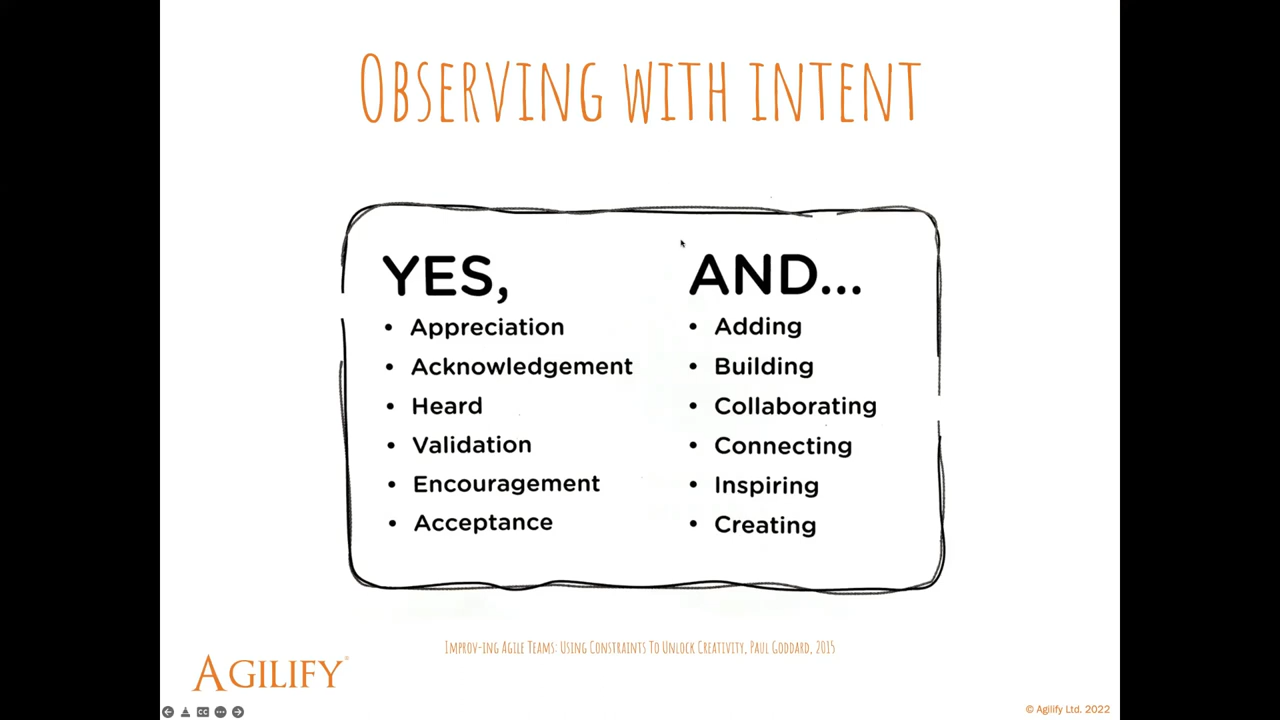 OBSERVING WITH INTENT
YES,
• Appreciation
• Acknowledgement
• Heard
• Validation
• Encouragement
• Acceptance
AND...
• Adding
• Building
• Collaborating
• Connecting
• Inspiring
• Creating
IMPROV-ING AGILE TEAMS: USING CONSTRAINTS TO UNLOCK CREATIVITY, PAUL GODDARD, 2015
AGILIFY®
CC
© Agilify Ltd. 2022